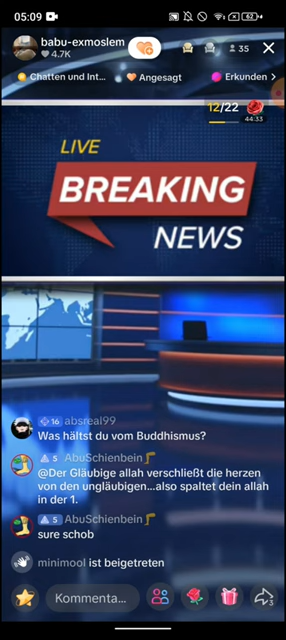 05:09
62
babu-exmoslem
4.7K
35
Chatten und Int...
Angesagt
Erkunden
12/22
44:33
LIVE
BREAKING
NEWS
16 absreal99
Was hältst du vom Buddhismus?
5 AbuSchienbein
@Der Gläubige allah verschließt die herzen
von den ungläubigen...also spaltet dein allah
in der 1.
5 AbuSchienbein
sure schob
minimool ist beigetreten
Kommenta...
3